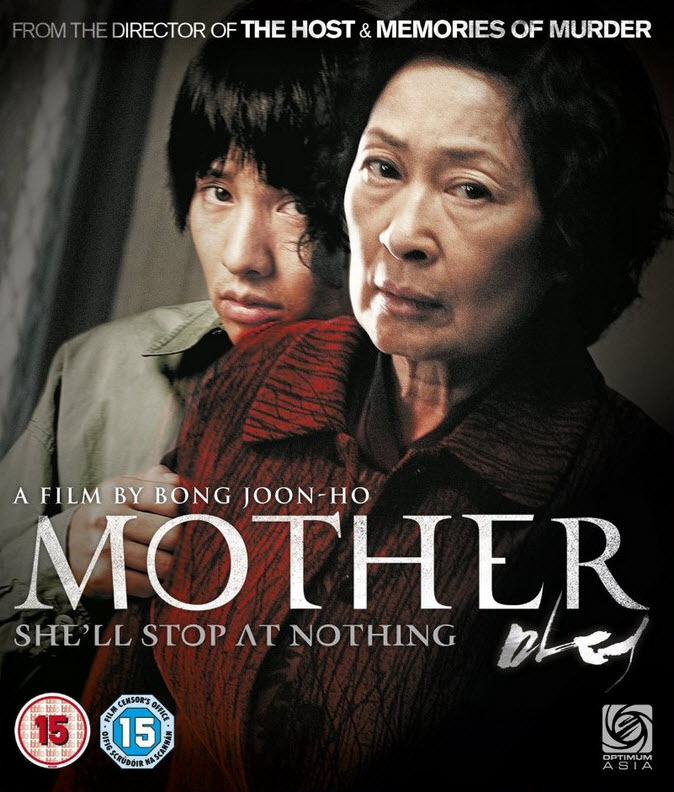 FROM THE DIRECTOR OF THE HOST & MEMORIES OF MURDER
A FILM BY BONG JOON-HO
MOTHER
SHE'LL STOP AT NOTHING
마더
15
FILM CENSOR'S OFFICE
15
OIFIG SCRÚDÓIR NA SCANNÁN
OPTIMUM
ASIA